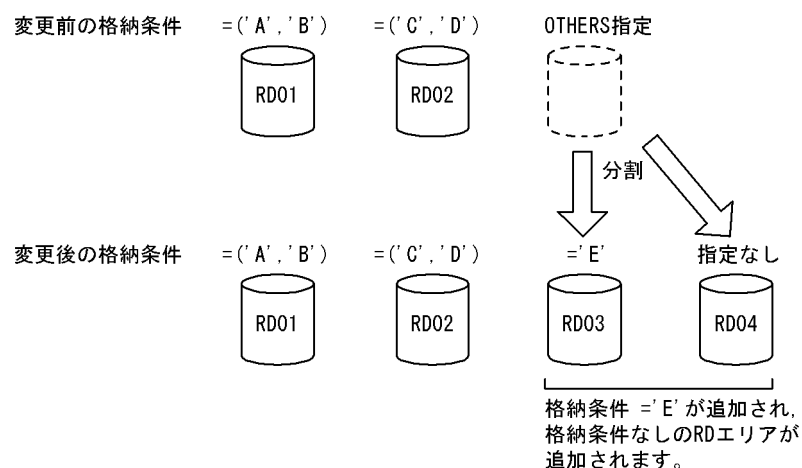 変更前の格納条件 =('A','B') =('C','D') OTHERS指定
RD01 RD02
分割
変更後の格納条件 =('A','B') =('C','D') ='E' 指定なし
RD01 RD02 RD03 RD04
格納条件 ='E'が追加され,
格納条件なしのRDエリアが
追加されます。